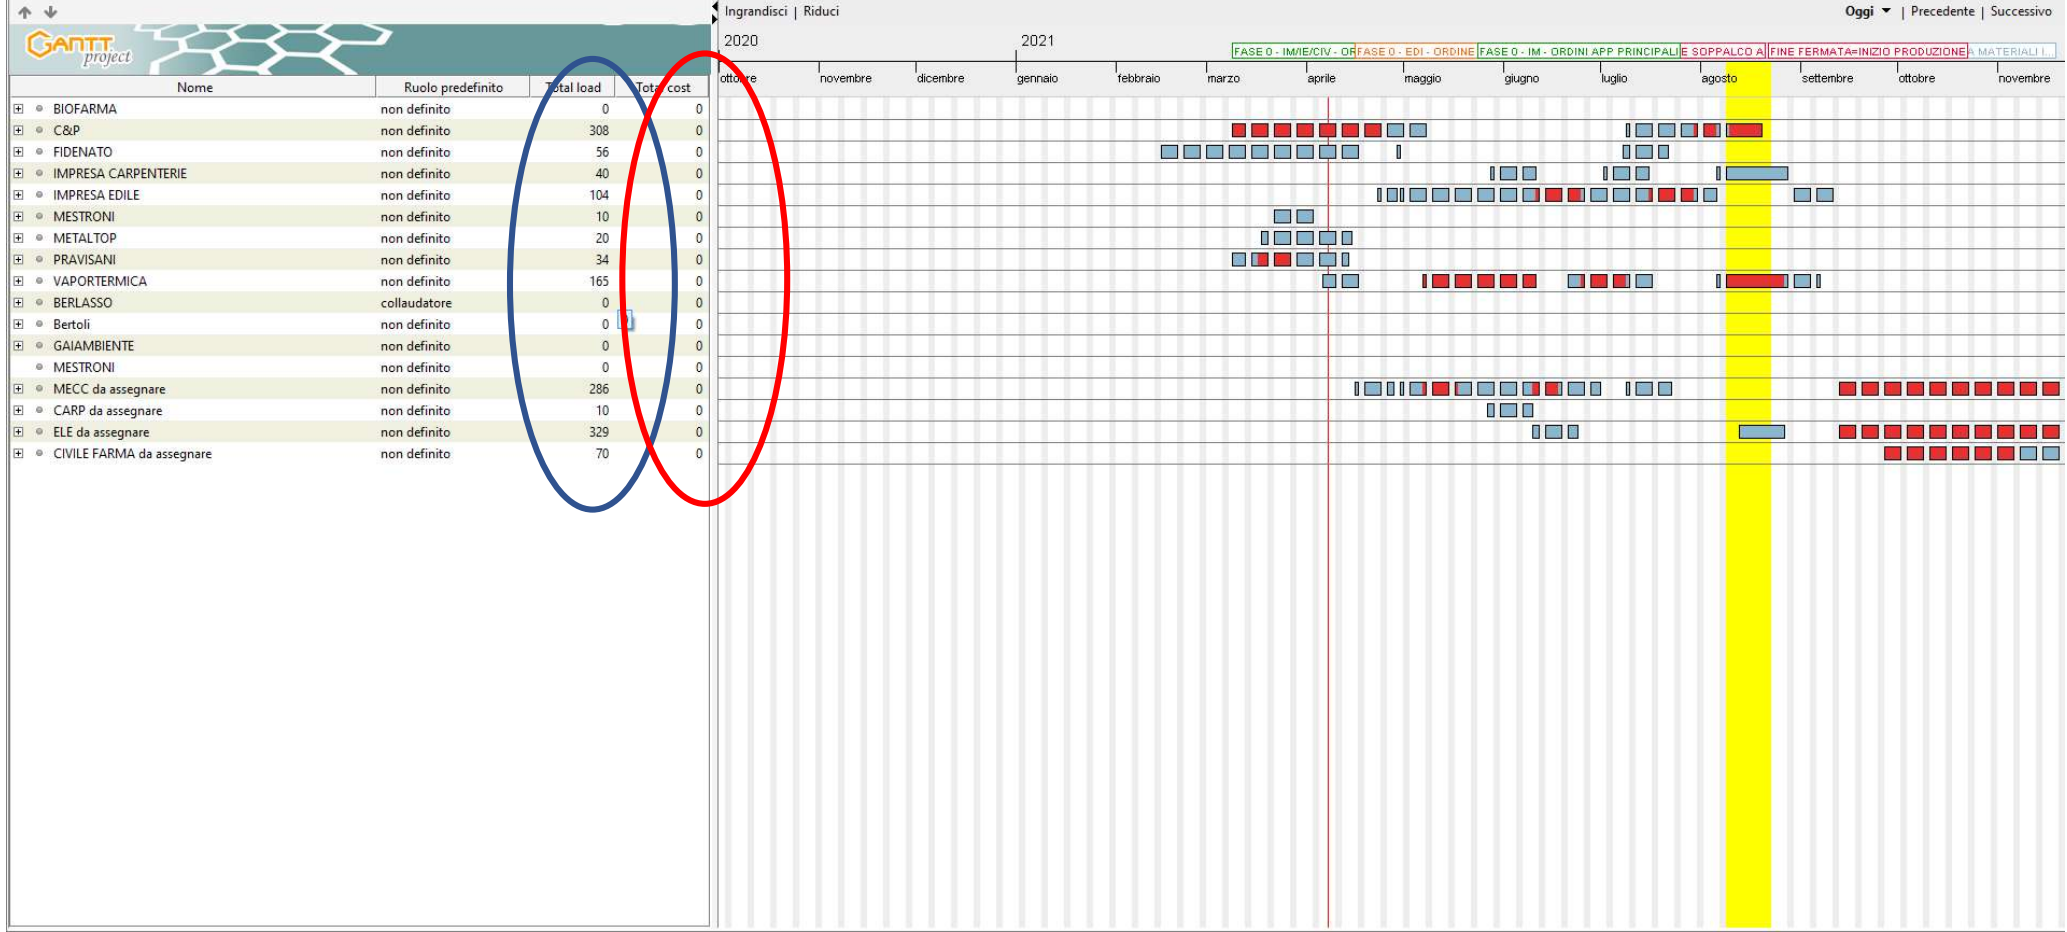 Ingrandisci | Riduci
Oggi ▼ | Precedente | Successivo
GANTT project
2020
2021
FASE 0 - IM/IE/CIV - OR
FASE 0 - EDI - ORDINE
FASE 0 - IM - ORDINI APP PRINCIPALI
E SOPPALCO A
FINE FERMATA=INIZIO PRODUZIONE
A MATERIALI I...
ottobre novembre dicembre gennaio febbraio marzo aprile maggio giugno luglio agosto settembre ottobre novembre
Nome Ruolo predefinito Total load Total cost
BIOFARMA non definito 0 0
C&P non definito 308 0
FIDENATO non definito 56 0
IMPRESA CARPENTERIE non definito 40 0
IMPRESA EDILE non definito 104 0
MESTRONI non definito 10 0
METALTOP non definito 20 0
PRAVISANI non definito 34 0
VAPORTERMICA non definito 165 0
BERLASSO collaudatore 0 0
Bertoli non definito 0 0
GAIAMBIENTE non definito 0 0
MESTRONI non definito 0 0
MECC da assegnare non definito 286 0
CARP da assegnare non definito 10 0
ELE da assegnare non definito 329 0
CIVILE FARMA da assegnare non definito 70 0